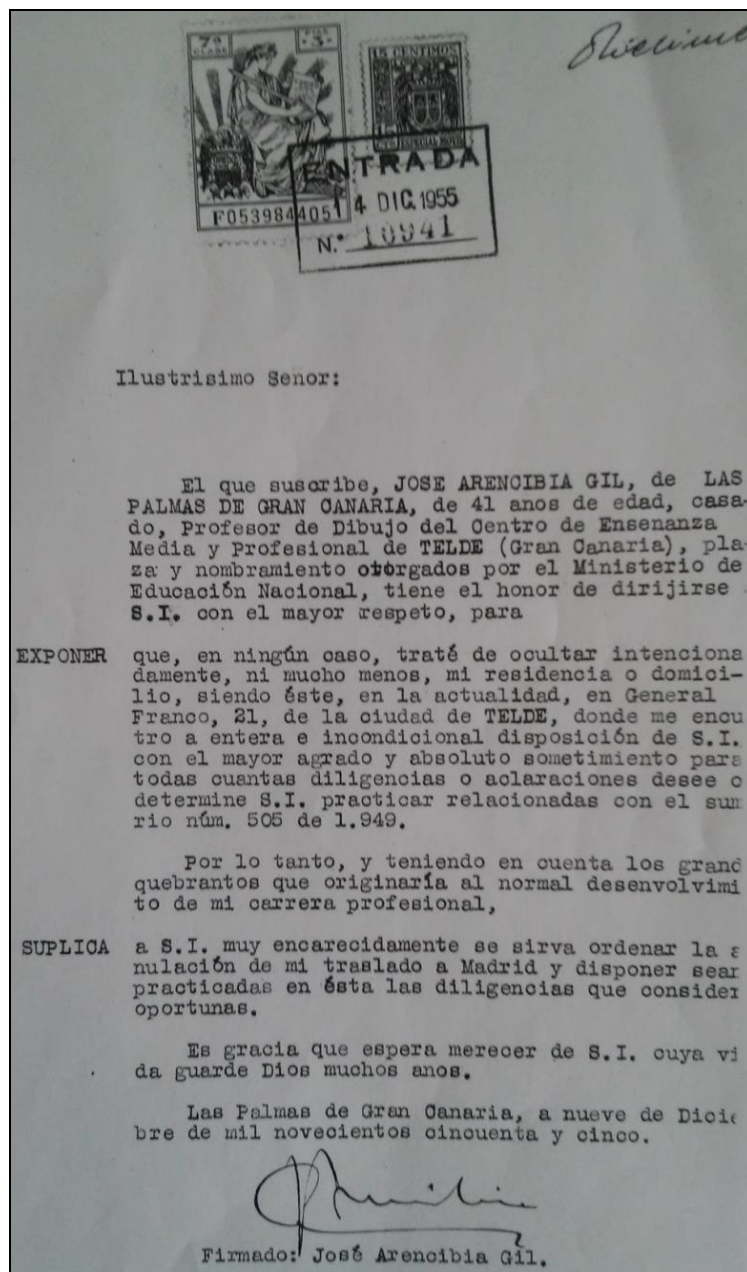 7ª
CLASE
3
15 CENTIMOS
ESPECIAL MOVIL
ENTRADA
F0539844051
4 DIC. 1955
N.º 10941
Ilustrisimo Senor:
El que suscribe, JOSE ARENCIBIA GIL, de LAS
PALMAS DE GRAN CANARIA, de 41 anos de edad, casa-
do, Profesor de Dibujo del Centro de Ensenanza
Media y Profesional de TELDE (Gran Canaria), pla-
za y nombramiento otorgados por el Ministerio de
Educación Nacional, tiene el honor de dirijirse
S.I. con el mayor respeto, para
EXPONER que, en ningún caso, traté de ocultar intenciona
damente, ni mucho menos, mi residencia o domici-
lio, siendo éste, en la actualidad, en General
Franco, 21, de la ciudad de TELDE, donde me encu
tro a entera e incondicional disposición de S.I.
con el mayor agrado y absoluto sometimiento para
todas cuantas diligencias o aclaraciones desee o
determine S.I. practicar relacionadas con el sum
rio núm. 505 de 1.949.
Por lo tanto, y teniendo en cuenta los grand
quebrantos que originaría al normal desenvolvimi
to de mi carrera profesional,
SUPLICA a S.I. muy encarecidamente se sirva ordenar la a
nulación de mi traslado a Madrid y disponer sean
practicadas en ésta las diligencias que consider
oportunas.
Es gracia que espera merecer de S.I. cuya vi
da guarde Dios muchos anos.
Las Palmas de Gran Canaria, a nueve de Dicie
bre de mil novecientos cincuenta y cinco.
Firmado: José Arencibia Gil.